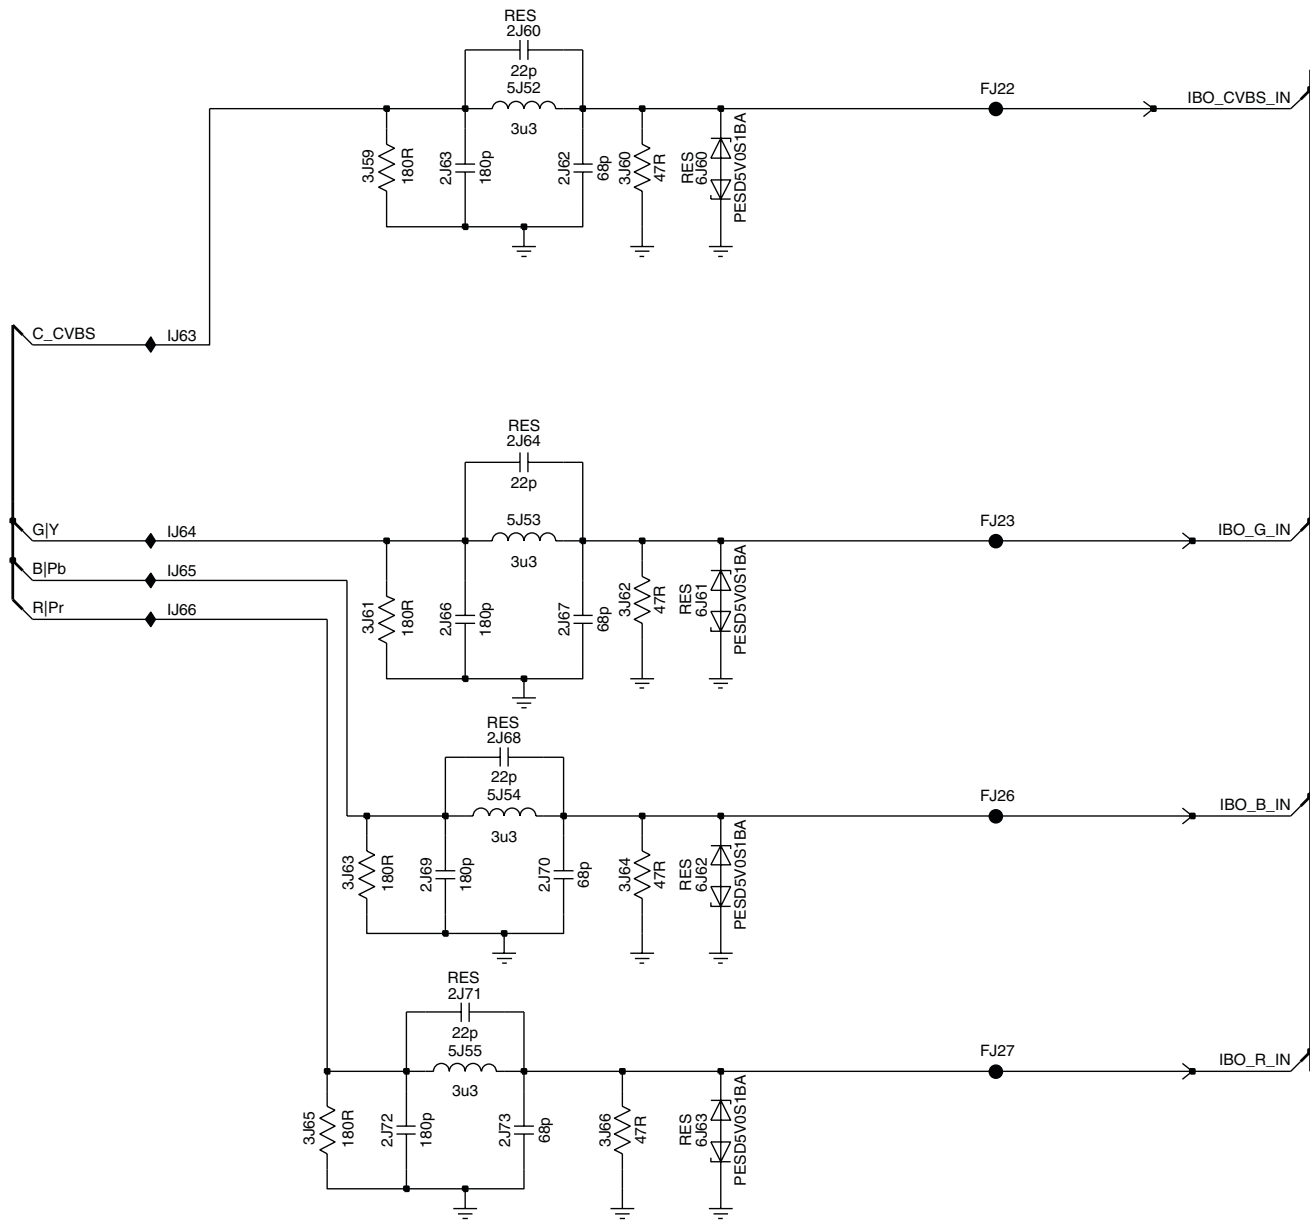 RES
2J60
22p
5J52
3u3
3J59
180R
2J63
180p
2J62
68p
3J60
47R
RES
6J60
PESD5V0S1BA
FJ22
IBO_CVBS_IN
C_CVBS
IJ63
RES
2J64
22p
5J53
3u3
G|Y
IJ64
B|Pb
IJ65
R|Pr
IJ66
3J61
180R
2J66
180p
2J67
68p
3J62
47R
RES
6J61
PESD5V0S1BA
FJ23
IBO_G_IN
RES
2J68
22p
5J54
3u3
3J63
180R
2J69
180p
2J70
68p
3J64
47R
RES
6J62
PESD5V0S1BA
FJ26
IBO_B_IN
RES
2J71
22p
5J55
3u3
3J65
180R
2J72
180p
2J73
68p
3J66
47R
RES
6J63
PESD5V0S1BA
FJ27
IBO_R_IN